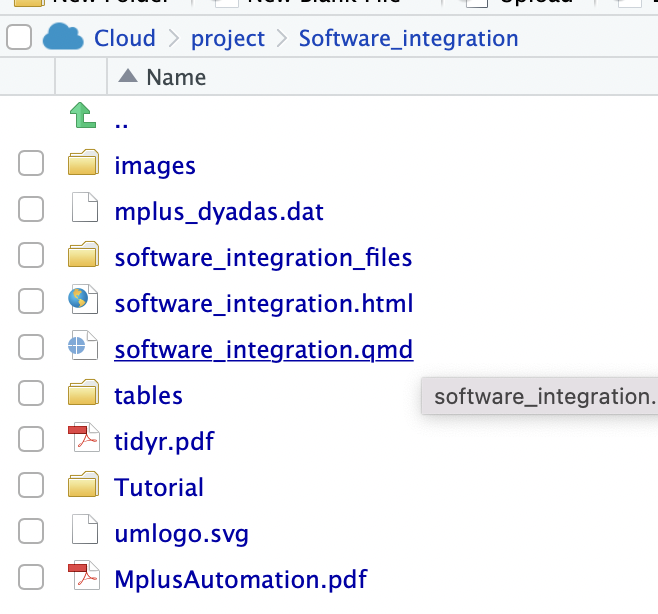 New Folder New Blank File Upload
Cloud project Software_integration
Name
..
images
mplus_dyadas.dat
software_integration_files
software_integration.html
software_integration.qmd
tables
software_integration.
tidyr.pdf
Tutorial
umlogo.svg
MplusAutomation.pdf